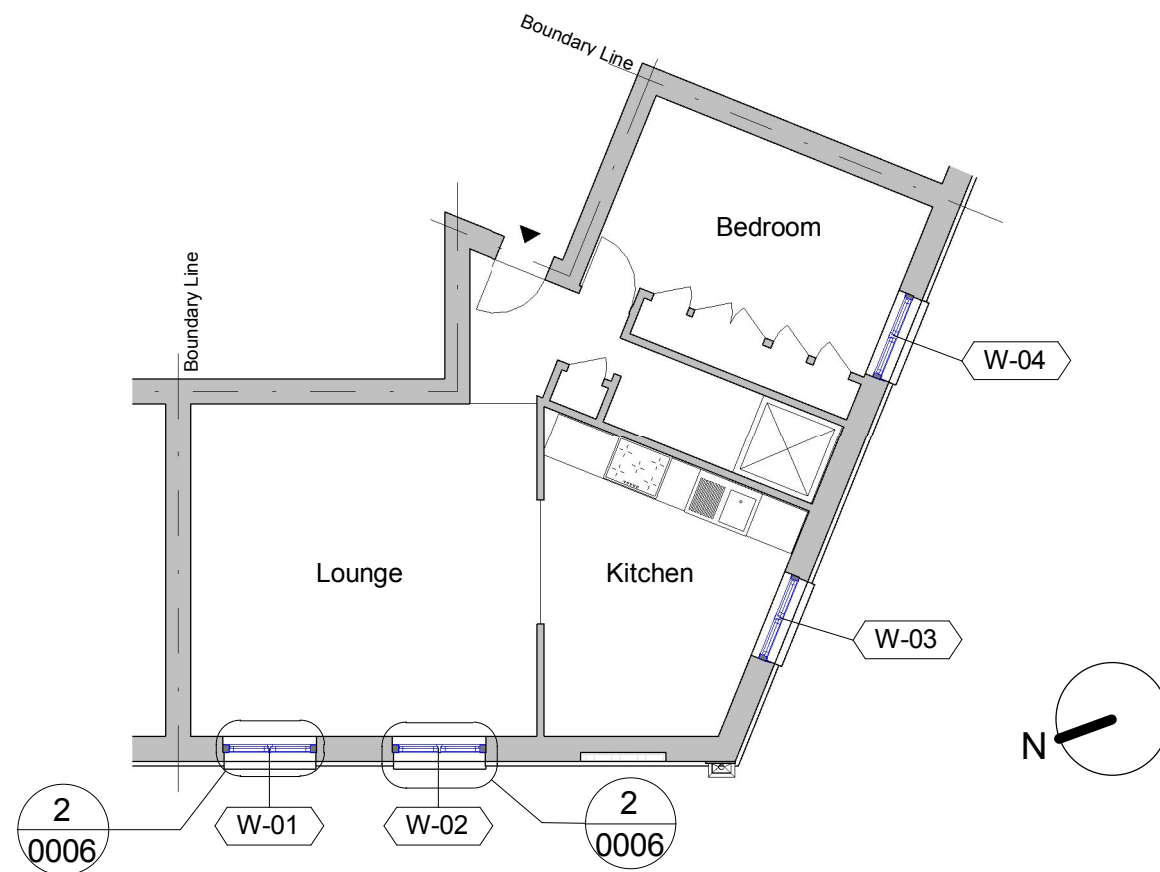 Boundary Line
Bedroom
Boundary Line
W-04
Lounge
Kitchen
W-03
N
2
0006
W-01
W-02
2
0006